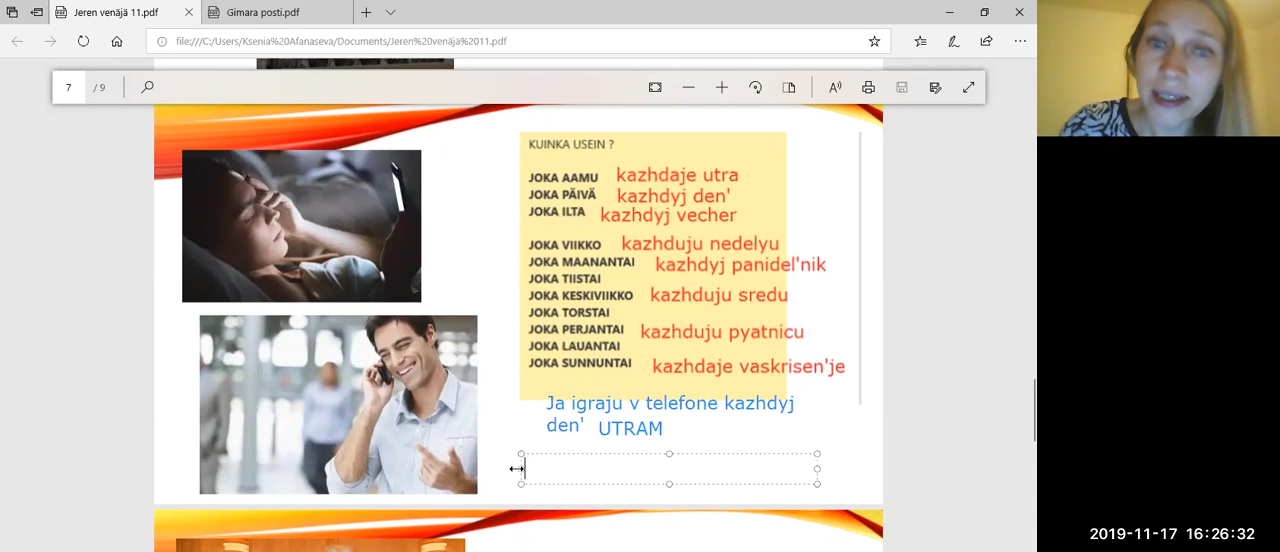 Jeren venäjä 11.pdf
Gimara posti.pdf
file:///C:/Users/Ksenia%20Afanaseva/Documents/Jeren%20venäjä%2011.pdf
7 / 9
KUINKA USEIN ?
JOKA AAMU kazhdaje utra
JOKA PÄIVÄ kazhdyj den'
JOKA ILTA kazhdyj vecher
JOKA VIIKKO kazhduju nedelyu
JOKA MAANANTAI kazhdyj panidel'nik
JOKA TIISTAI
JOKA KESKIVIIKKO kazhduju sredu
JOKA TORSTAI
JOKA PERJANTAI kazhduju pyatnicu
JOKA LAUANTAI
JOKA SUNNUNTAI kazhdaje vaskrisen'je
Ja igraju v telefone kazhdyj
den' UTRAM
2019-11-17 16:26:32